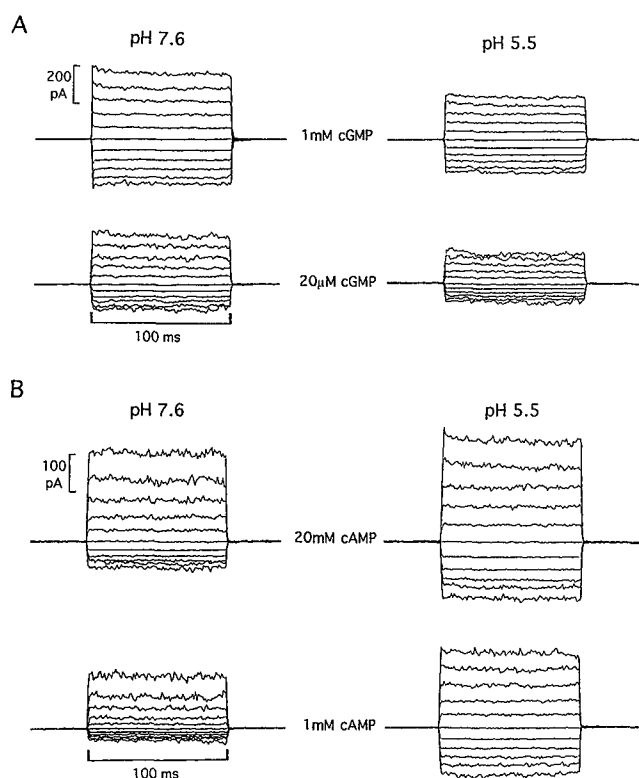 A
pH 7.6
pH 5.5
200
pA
1mM cGMP
20μM cGMP
100 ms
B
pH 7.6
pH 5.5
100
pA
20mM cAMP
1mM cAMP
100 ms